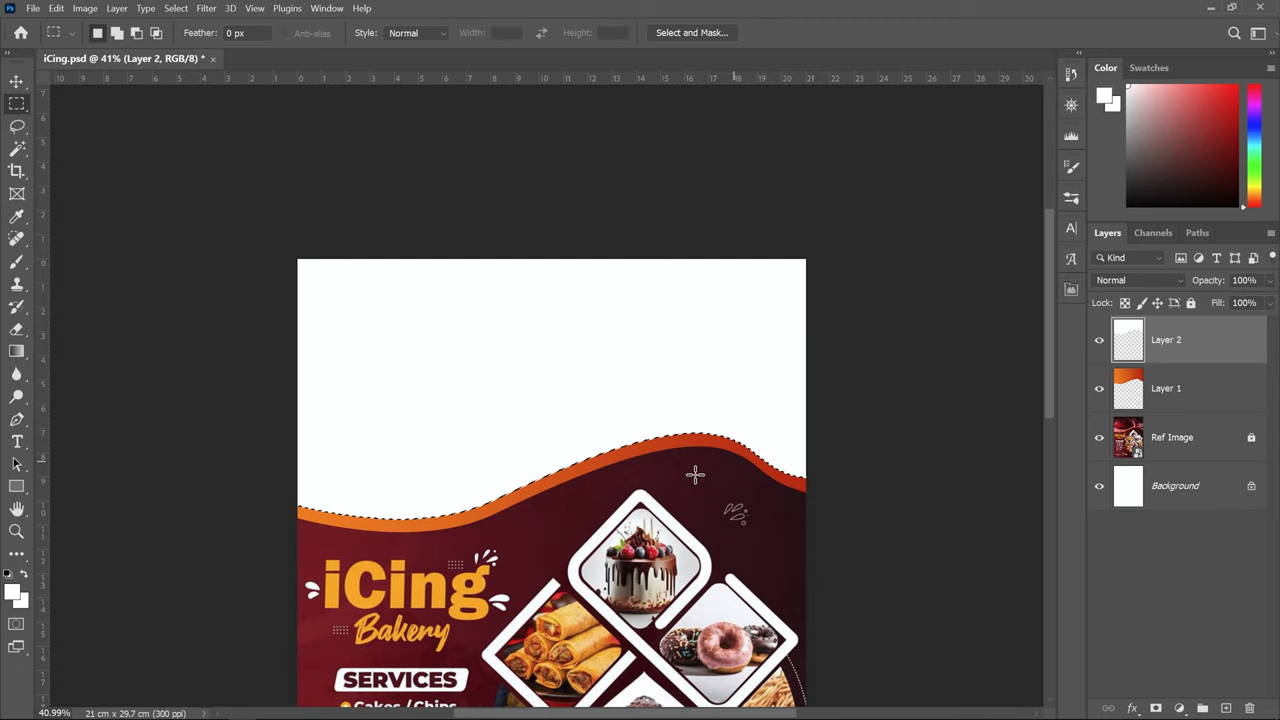 File Edit Image Layer Type Select Filter 3D View Plugins Window Help
Feather: 0 px Anti-alias Style: Normal Width: Height: Select and Mask...
iCing.psd @ 41% (Layer 2, RGB/8) *
Color Swatches
Layers Channels Paths
Kind
Normal Opacity: 100%
Lock: Fill: 100%
Layer 2
Layer 1
Ref Image
Background
iCing
Bakery
SERVICES
Cakes / Chips
40.99% 21 cm x 29.7 cm (300 ppi)